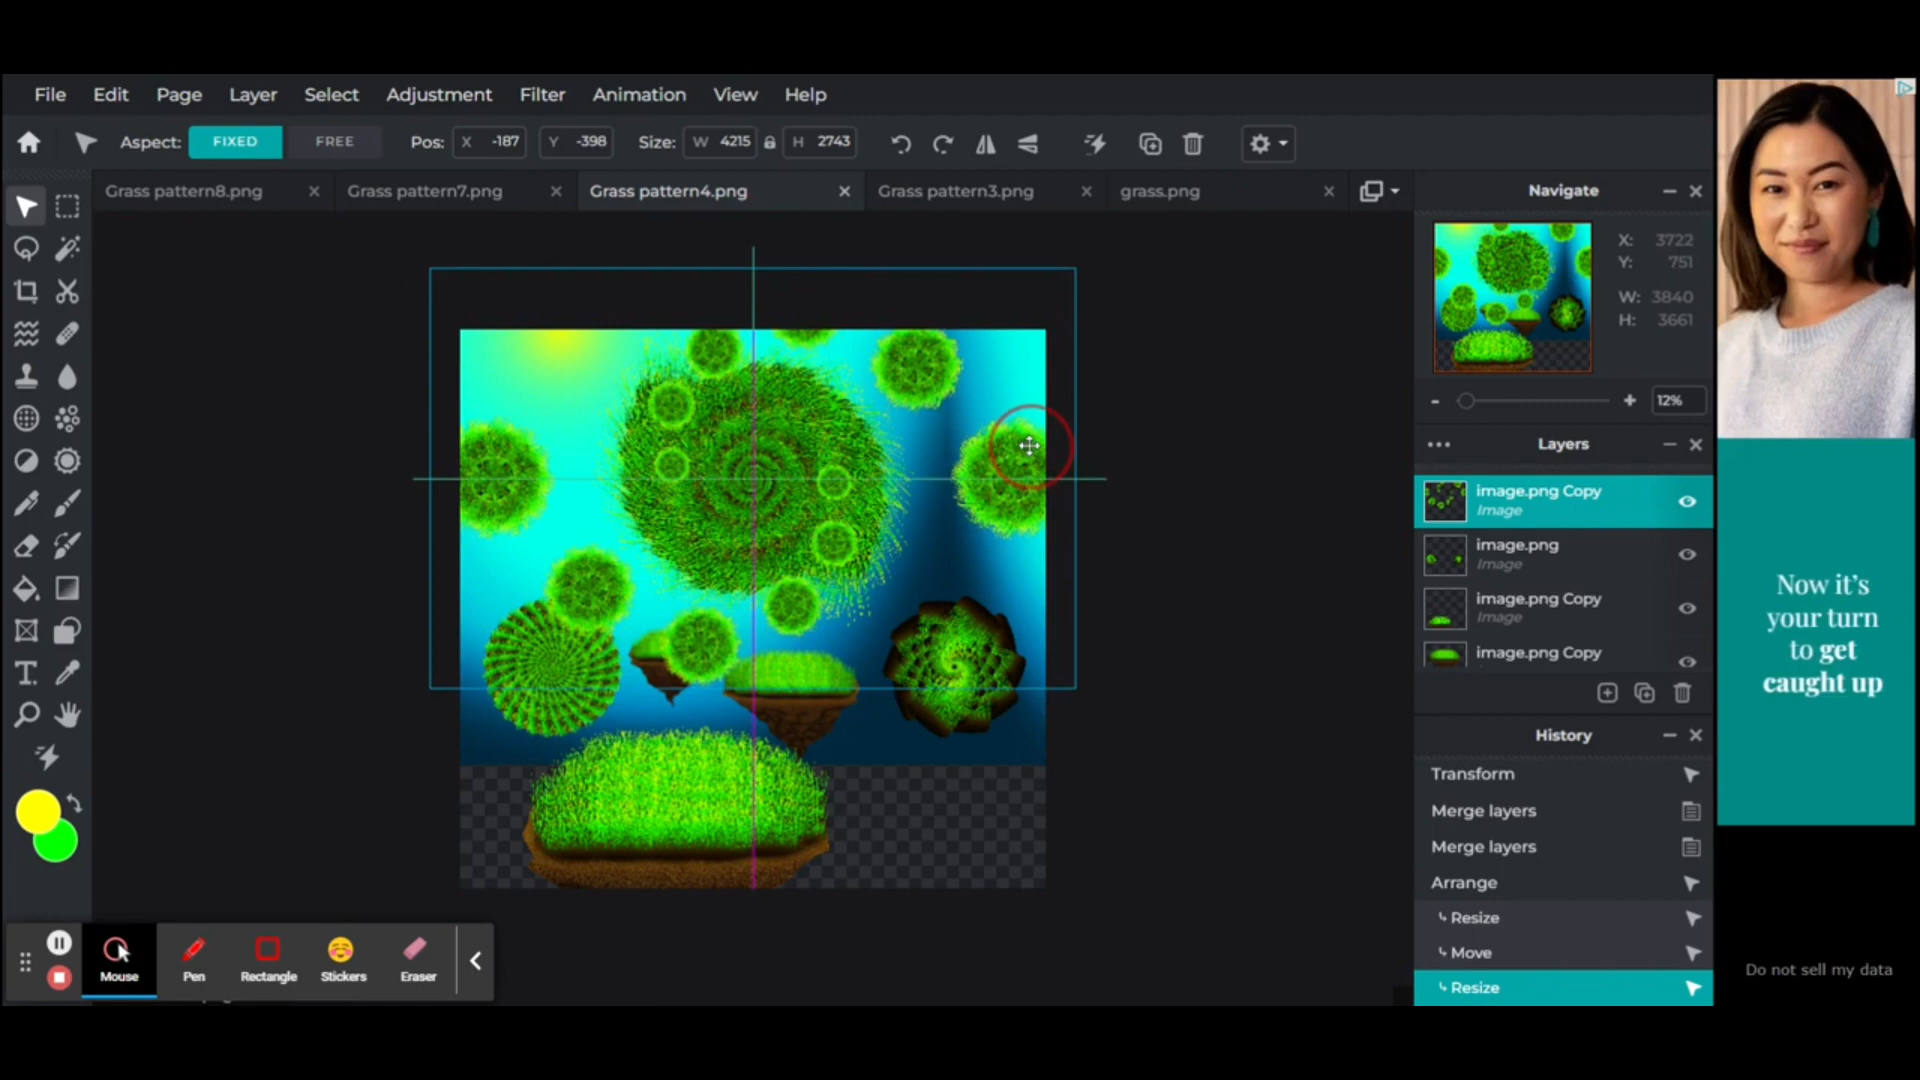 File Edit Page Layer Select Adjustment Filter Animation View Help
Aspect: FIXED FREE Pos: X -187 Y -398 Size: W 4215 H 2743
Grass pattern8.png Grass pattern7.png Grass pattern4.png Grass pattern3.png grass.png
Navigate
X: 3722
Y: 751
W: 3840
H: 3661
12%
Layers
image.png Copy
Image
image.png
Image
image.png Copy
Image
image.png Copy
History
Transform
Merge layers
Merge layers
Arrange
Resize
Move
Resize
Mouse Pen Rectangle Stickers Eraser
Now it's
your turn
to get
caught up
Do not sell my data